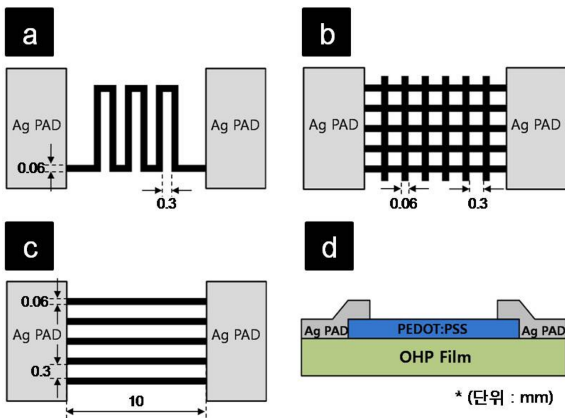 a
Ag PAD
Ag PAD
0.06
0.3
b
Ag PAD
Ag PAD
0.06
0.3
c
0.06
Ag PAD
Ag PAD
0.3
10
d
Ag PAD
PEDOT:PSS
Ag PAD
OHP Film
* (단위 : mm)